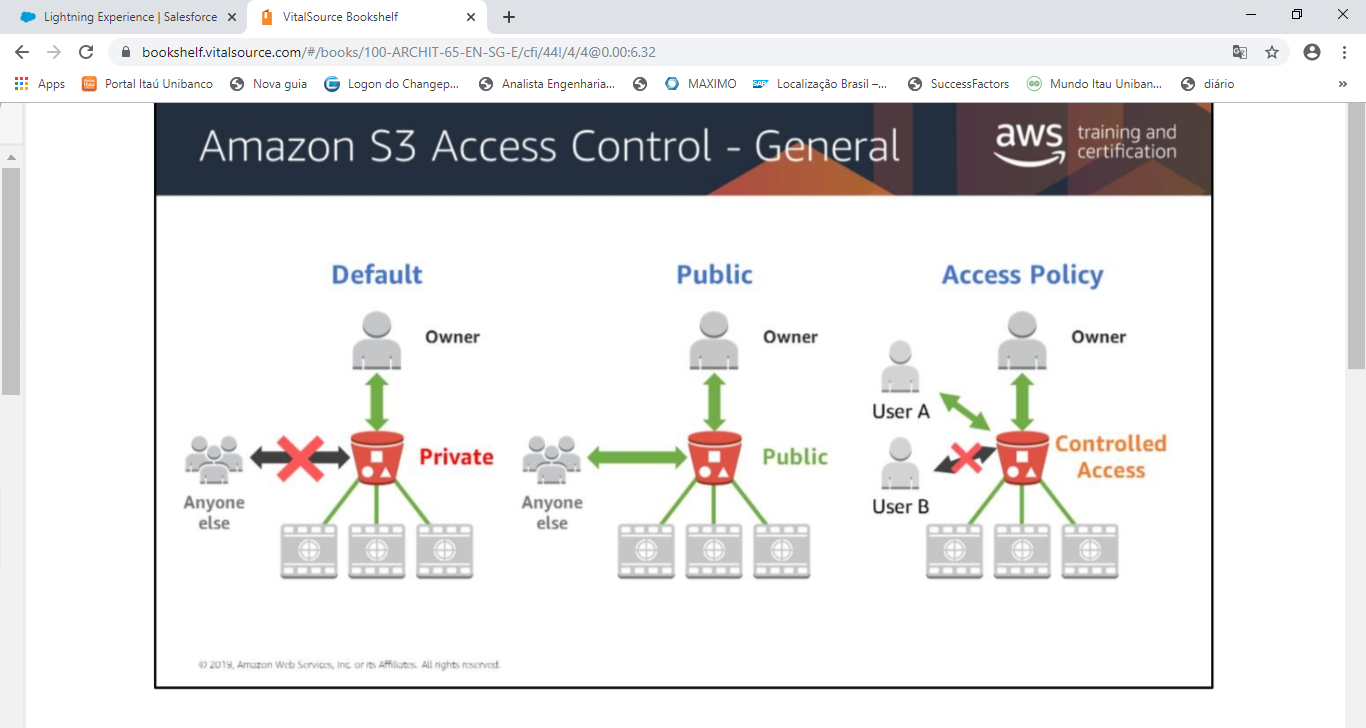 Lightning Experience | Salesforce
VitalSource Bookshelf
bookshelf.vitalsource.com/#/books/100-ARCHIT-65-EN-SG-E/cfi/44!/4/4@0.00:6.32
Apps Portal Itaú Unibanco Nova guia Logon do Changep... Analista Engenharia... MAXIMO Localização Brasil –... SuccessFactors Mundo Itau Uniban... diário »
Amazon S3 Access Control - General
aws training and
certification
Default
Owner
Private
Anyone
else
Public
Owner
Public
Anyone
else
Access Policy
Owner
User A
Controlled
Access
User B
© 2019, Amazon Web Services, Inc. or its Affiliates. All rights reserved.